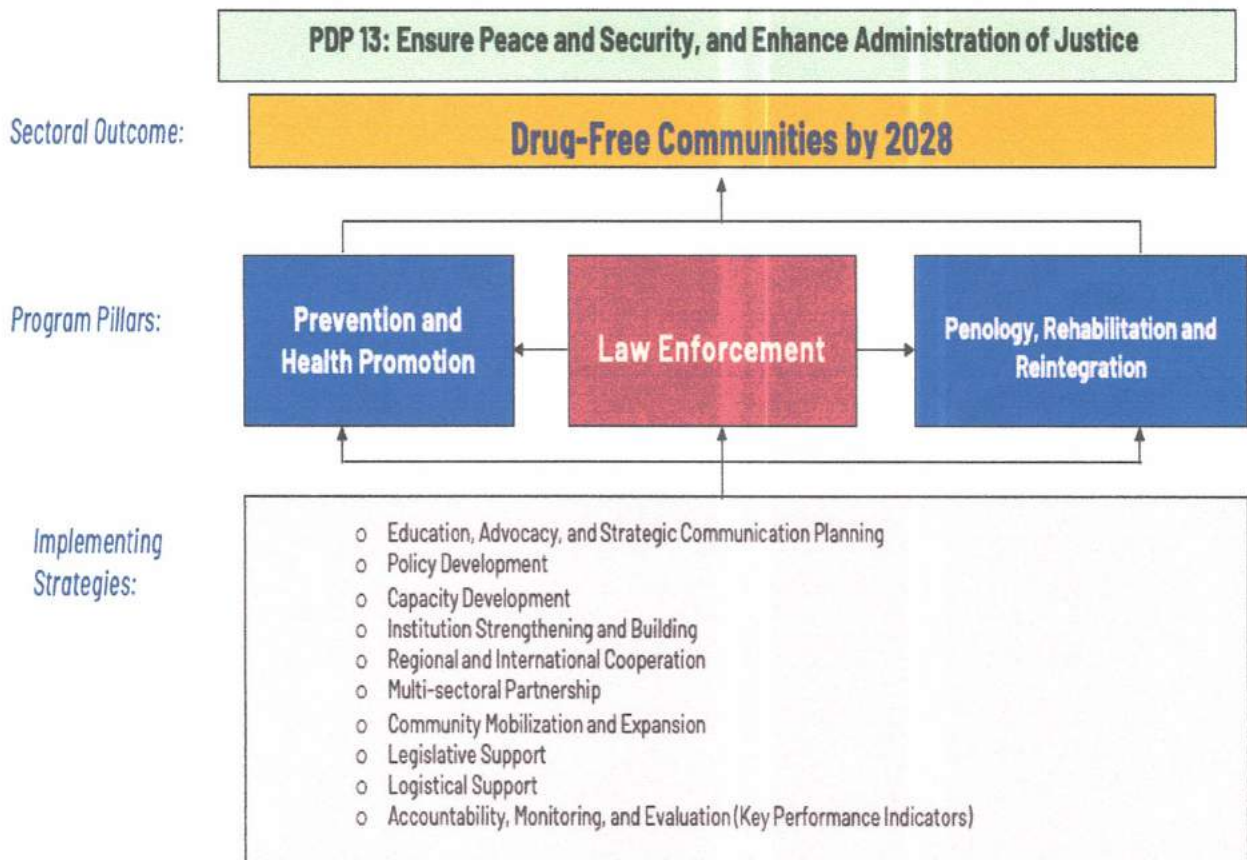 PDP 13: Ensure Peace and Security, and Enhance Administration of Justice
Sectoral Outcome:
Drug-Free Communities by 2028
Program Pillars:
Prevention and
Health Promotion
Law Enforcement
Penology, Rehabilitation and
Reintegration
Implementing
Strategies:
o Education, Advocacy, and Strategic Communication Planning
o Policy Development
o Capacity Development
o Institution Strengthening and Building
o Regional and International Cooperation
o Multi-sectoral Partnership
o Community Mobilization and Expansion
o Legislative Support
o Logistical Support
o Accountability, Monitoring, and Evaluation (Key Performance Indicators)